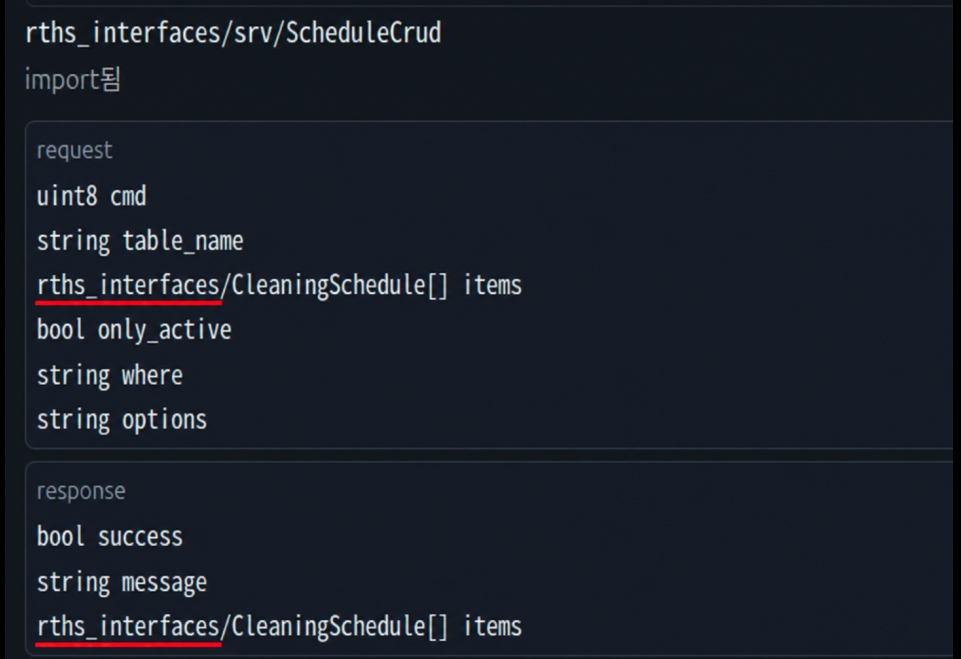 rths_interfaces/srv/ScheduleCrud
import됨
request
uint8 cmd
string table_name
rths_interfaces/CleaningSchedule[] items
bool only_active
string where
string options
response
bool success
string message
rths_interfaces/CleaningSchedule[] items